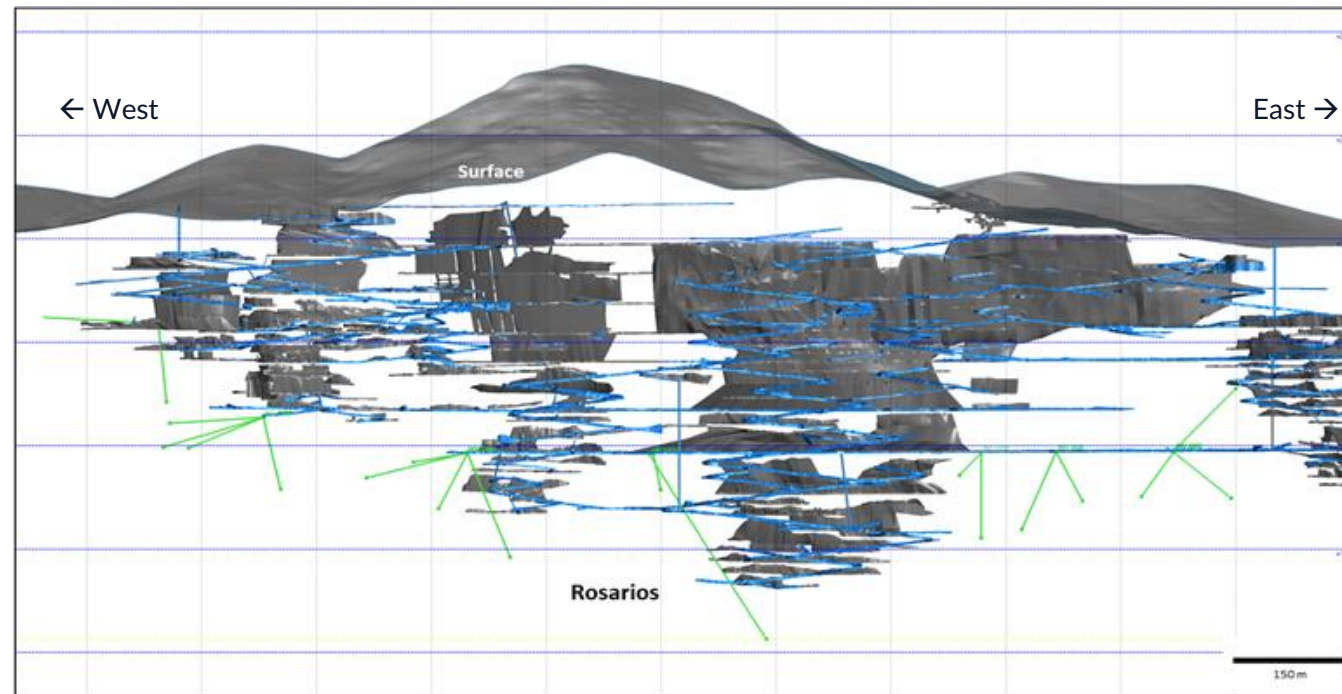 ← West
East →
Surface
Rosarios
150 m